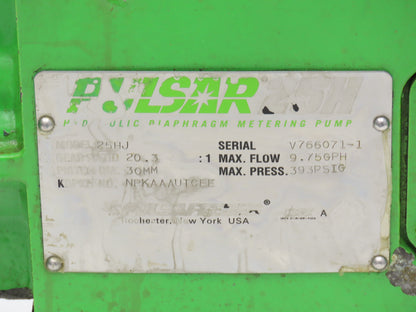 PULSAR
HYDRAULIC DIAPHRAGM METERING PUMP
MODEL 25HJ SERIAL V766071-1
20.3 :1 MAX. FLOW 9.75GPH
30MM MAX. PRESS. 393PSIG
NPKAAAUTCEE
®
Rochester, New York USA A